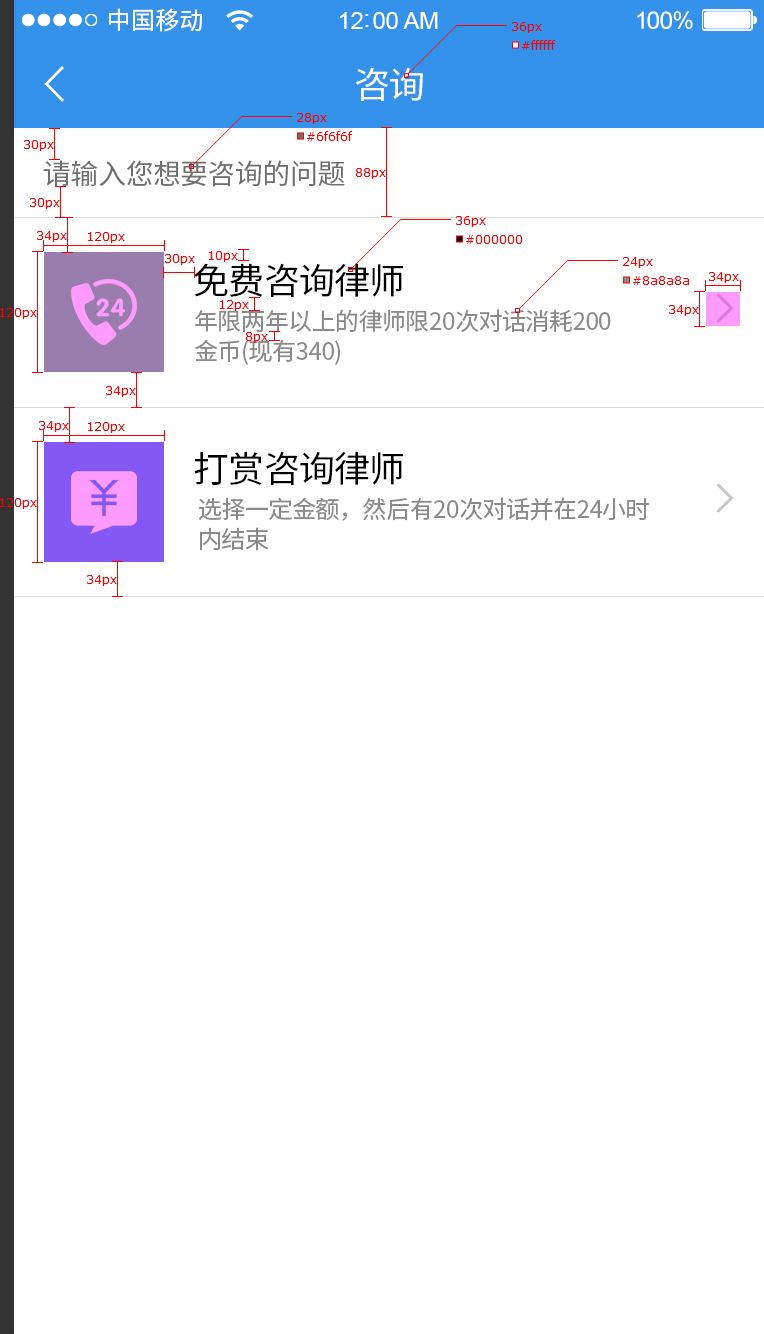 中国移动 12:00 AM 100%
36px
#ffffff
咨询
28px
#6f6f6f
30px
请输入您想要咨询的问题
88px
30px
36px
#000000
34px
120px
30px
10px
24px
#8a8a8a
34px
24
免费咨询律师
12px
120px
34px
年限两年以上的律师限20次对话消耗200
8px
金币(现有340)
34px
34px
120px
打赏咨询律师
120px
¥
选择一定金额，然后有20次对话并在24小时
内结束
34px